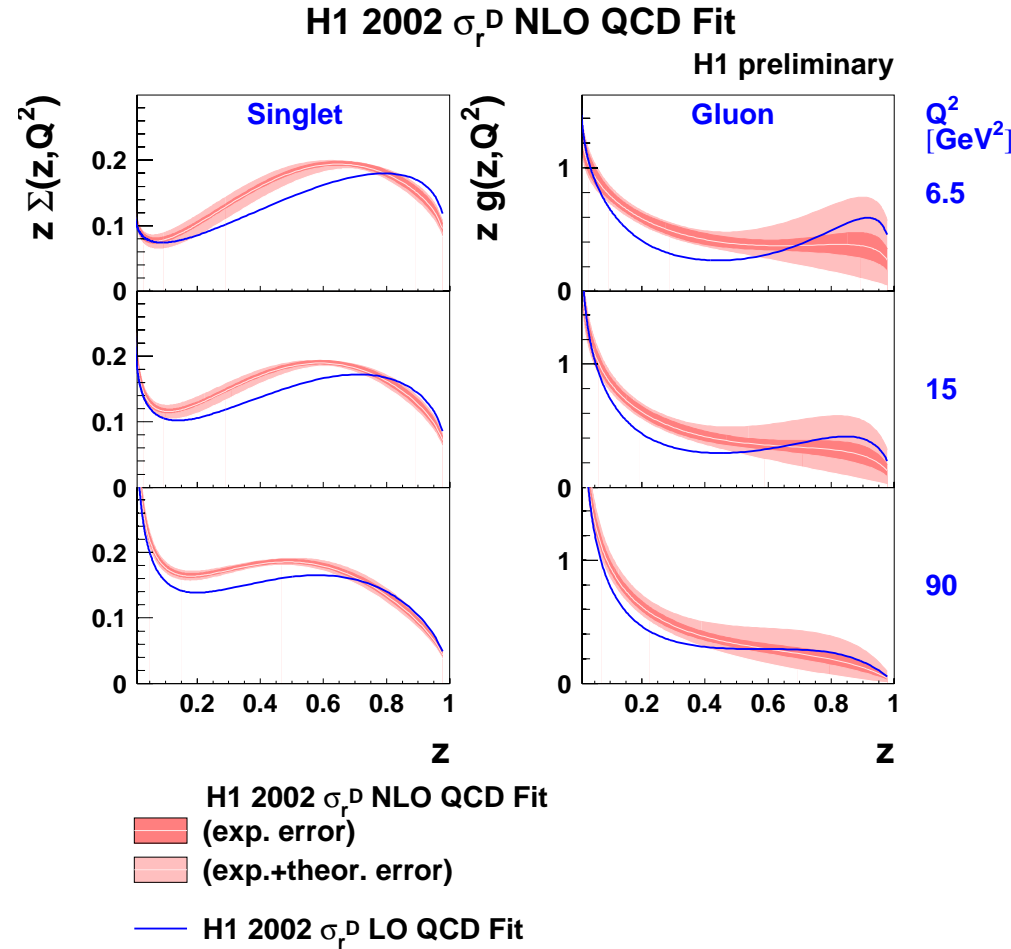 H1 2002 σ_r^D NLO QCD Fit
H1 preliminary
z Σ(z,Q²)
Singlet
z g(z,Q²)
Gluon
Q²
[GeV²]
0.2
0.1
0
1
0
6.5
0.2
0.1
0
1
0
15
0.2
0.1
0
1
0
90
0.2 0.4 0.6 0.8 1
0.2 0.4 0.6 0.8 1
z
z
H1 2002 σ_r^D NLO QCD Fit
(exp. error)
(exp.+theor. error)
H1 2002 σ_r^D LO QCD Fit